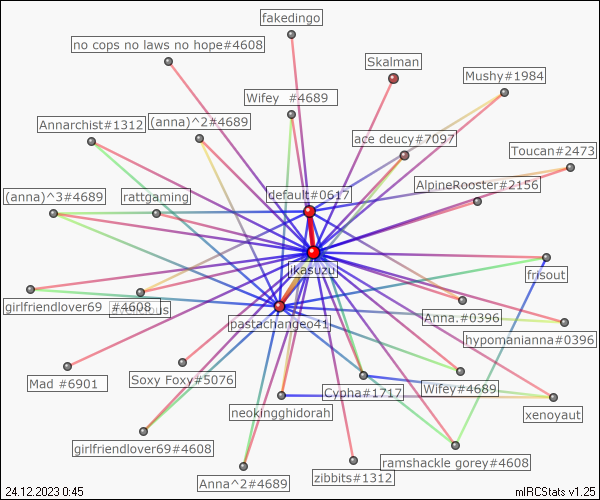 fakedingo
no cops no laws no hope#4608
Skalman
Mushy#1984
Wifey #4689
Annarchist#1312
(anna)^2#4689
ace deucy#7097
Toucan#2473
AlpineRooster#2156
(anna)^3#4689
rattgaming
default#0617
ikasuzu
frisout
girlfriendlover69 #4608
pastachangeo41
Anna.#0396
hypomanianna#0396
Mad #6901
Soxy Foxy#5076
Cypha#1717
Wifey#4689
neokingghidorah
xenoyaut
girlfriendlover69#4608
ramshackle gorey#4608
Anna^2#4689
zibbits#1312
24.12.2023 0:45
mIRCStats v1.25